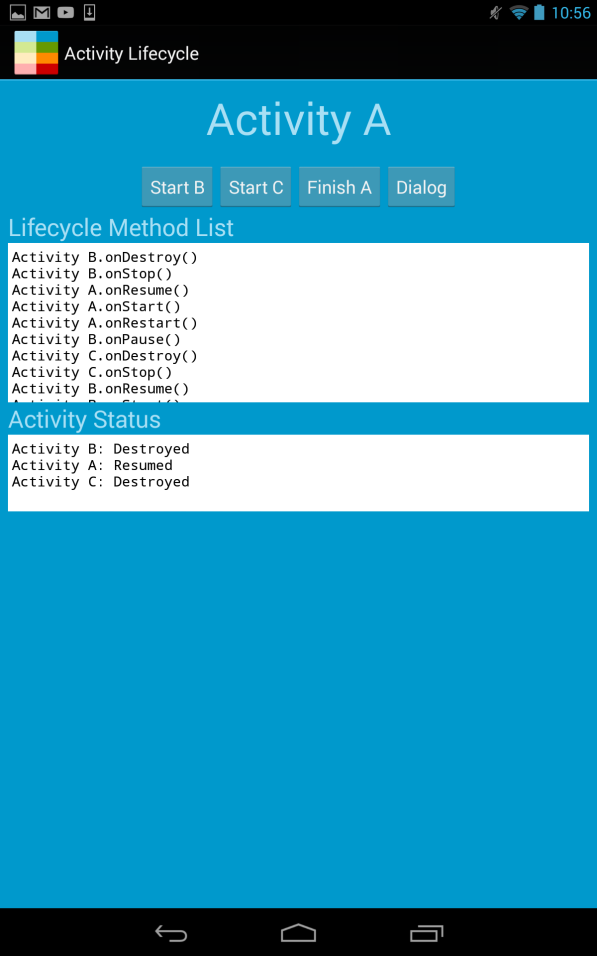 10:56
Activity Lifecycle
Activity A
Start B Start C Finish A Dialog
Lifecycle Method List
Activity B.onDestroy()
Activity B.onStop()
Activity A.onResume()
Activity A.onStart()
Activity A.onRestart()
Activity B.onPause()
Activity C.onDestroy()
Activity C.onStop()
Activity B.onResume()
Activity Status
Activity B: Destroyed
Activity A: Resumed
Activity C: Destroyed